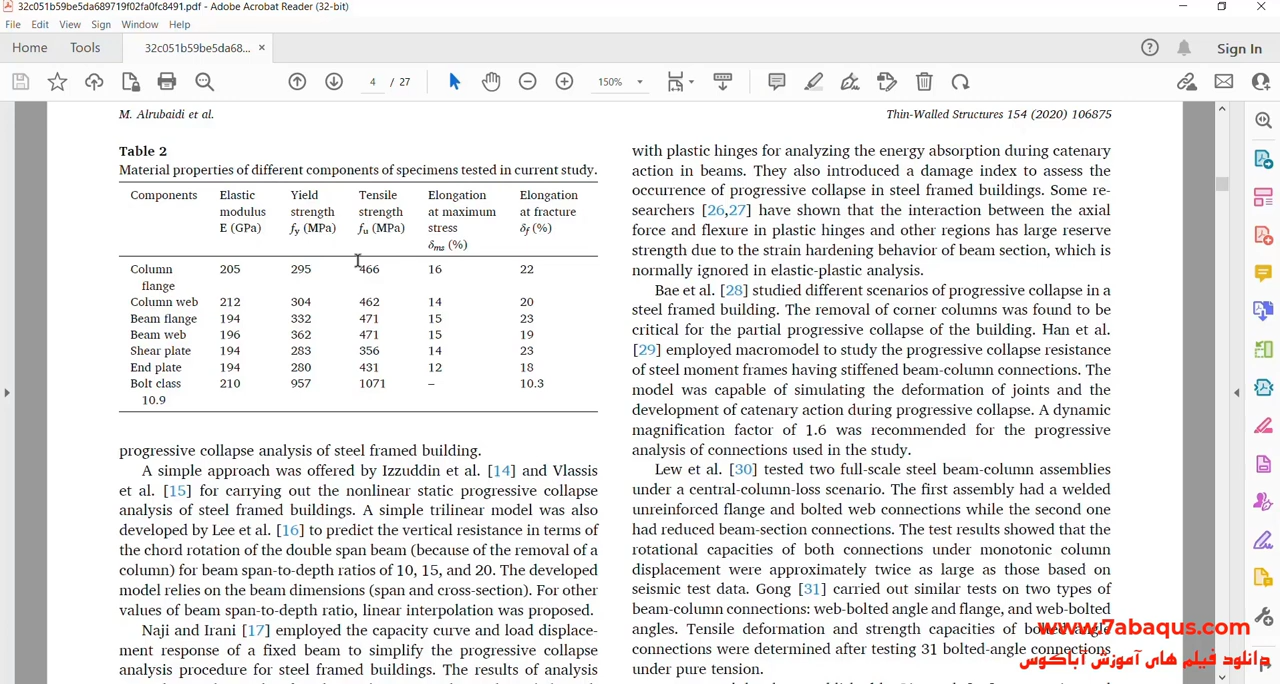 32c051b59be5da689719f02fa0fc8491.pdf - Adobe Acrobat Reader (32-bit)
File Edit View Sign Window Help
Home Tools 32c051b59be5da68... × Sign In
4 / 27 150%
M. Alrubaidi et al. Thin-Walled Structures 154 (2020) 106875
Table 2
Material properties of different components of specimens tested in current study.
Components Elastic Yield Tensile Elongation Elongation
modulus strength strength at maximum at fracture
E (GPa) fy (MPa) fu (MPa) stress δf (%)
δms (%)
Column 205 295 466 16 22
flange
Column web 212 304 462 14 20
Beam flange 194 332 471 15 23
Beam web 196 362 471 15 19
Shear plate 194 283 356 14 23
End plate 194 280 431 12 18
Bolt class 210 957 1071 – 10.3
10.9
progressive collapse analysis of steel framed building.
A simple approach was offered by Izzuddin et al. [14] and Vlassis
et al. [15] for carrying out the nonlinear static progressive collapse
analysis of steel framed buildings. A simple trilinear model was also
developed by Lee et al. [16] to predict the vertical resistance in terms of
the chord rotation of the double span beam (because of the removal of a
column) for beam span-to-depth ratios of 10, 15, and 20. The developed
model relies on the beam dimensions (span and cross-section). For other
values of beam span-to-depth ratio, linear interpolation was proposed.
Naji and Irani [17] employed the capacity curve and load displace-
ment response of a fixed beam to simplify the progressive collapse
analysis procedure for steel framed buildings. The results of analysis
with plastic hinges for analyzing the energy absorption during catenary
action in beams. They also introduced a damage index to assess the
occurrence of progressive collapse in steel framed buildings. Some re-
searchers [26,27] have shown that the interaction between the axial
force and flexure in plastic hinges and other regions has large reserve
strength due to the strain hardening behavior of beam section, which is
normally ignored in elastic-plastic analysis.
Bae et al. [28] studied different scenarios of progressive collapse in a
steel framed building. The removal of corner columns was found to be
critical for the partial progressive collapse of the building. Han et al.
[29] employed macromodel to study the progressive collapse resistance
of steel moment frames having stiffened beam-column connections. The
model was capable of simulating the deformation of joints and the
development of catenary action during progressive collapse. A dynamic
magnification factor of 1.6 was recommended for the progressive
analysis of connections used in the study.
Lew et al. [30] tested two full-scale steel beam-column assemblies
under a central-column-loss scenario. The first assembly had a welded
unreinforced flange and bolted web connections while the second one
had reduced beam-section connections. The test results showed that the
rotational capacities of both connections under monotonic column
displacement were approximately twice as large as those based on
seismic test data. Gong [31] carried out similar tests on two types of
beam-column connections: web-bolted angle and flange, and web-bolted
angles. Tensile deformation and strength capacities of bolted-angle
connections were determined after testing 31 bolted-angle connections
under pure tension.
www.7abaqus.com
دانلود فیلم های آموزش آباکوس